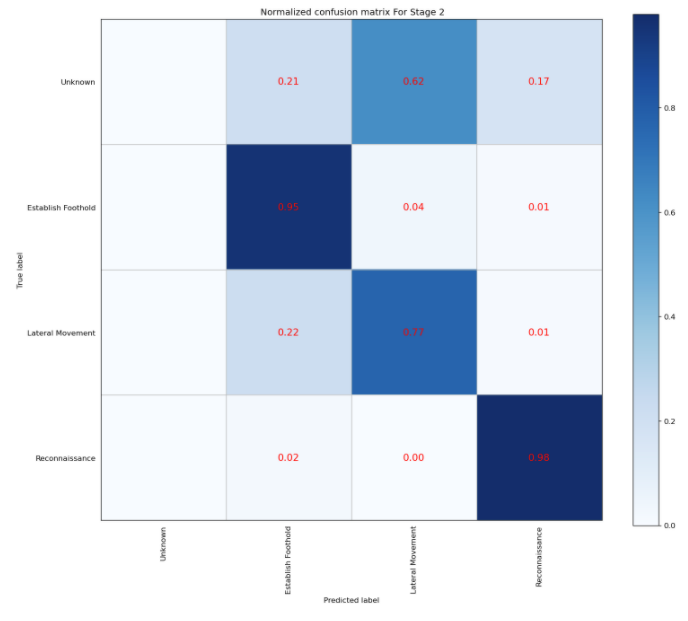 Normalized confusion matrix For Stage 2
Unknown 0.21 0.62 0.17
0.8
Establish Foothold 0.95 0.04 0.01
0.6
True label
0.4
Lateral Movement 0.22 0.77 0.01
0.2
Reconnaissance 0.02 0.00 0.98
0.0
Unknown
Establish Foothold
Lateral Movement
Reconnaissance
Predicted label